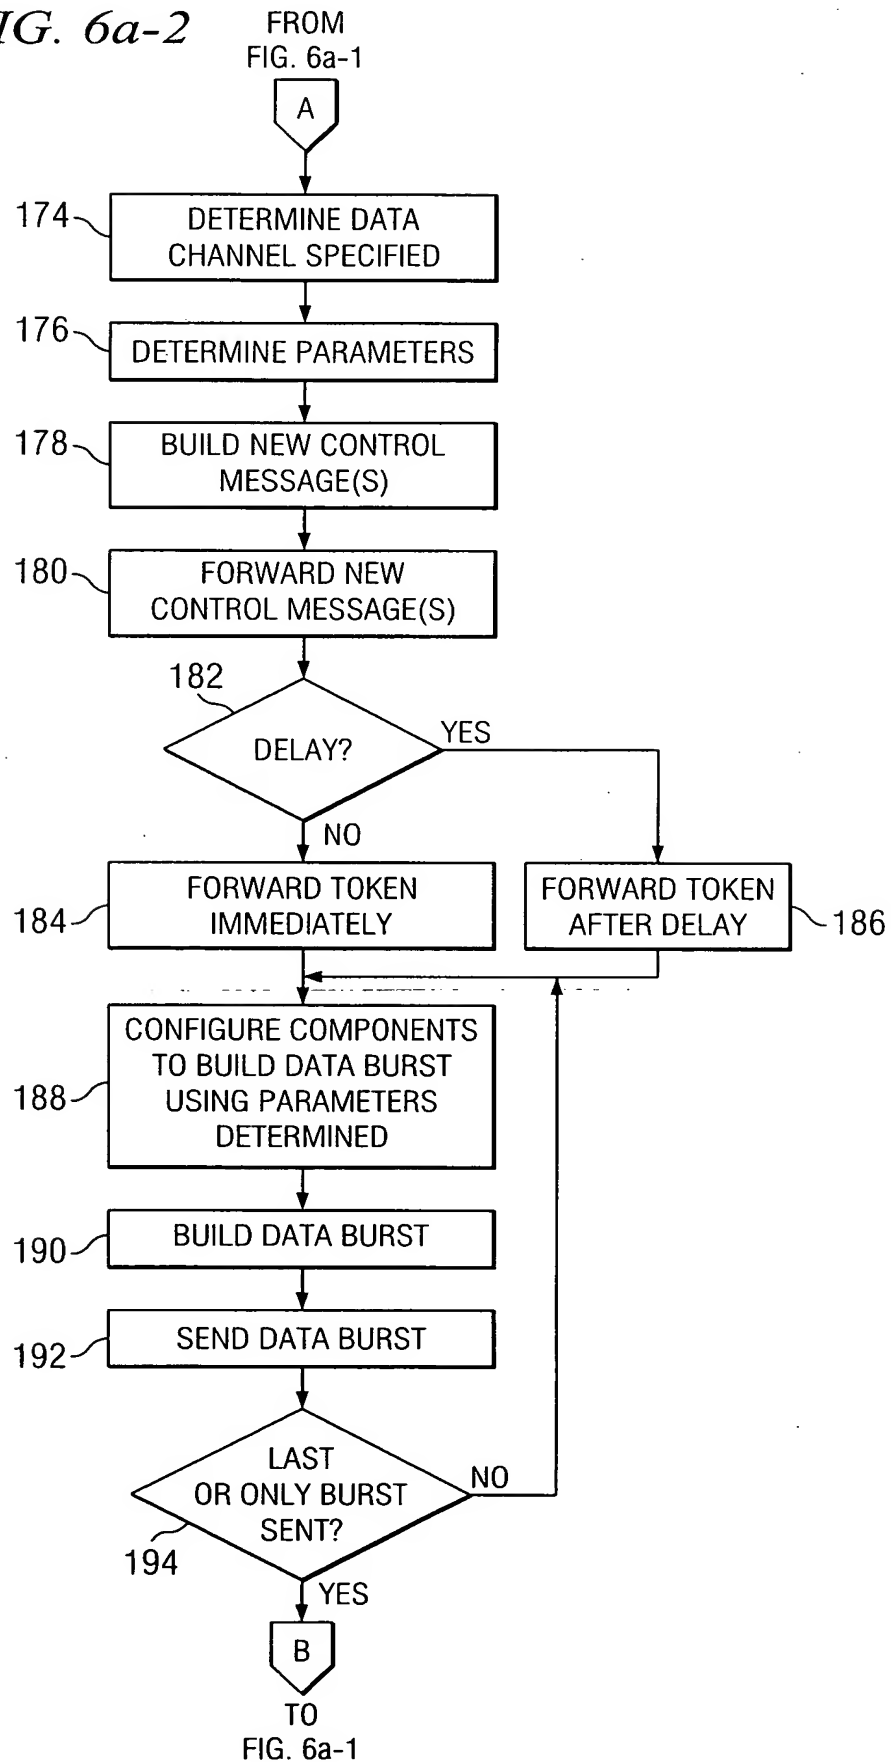 IG. 6a-2
FROM
FIG. 6a-1
A
174
DETERMINE DATA
CHANNEL SPECIFIED
176
DETERMINE PARAMETERS
178
BUILD NEW CONTROL
MESSAGE(S)
180
FORWARD NEW
CONTROL MESSAGE(S)
182
DELAY?
YES
NO
184
FORWARD TOKEN
IMMEDIATELY
FORWARD TOKEN
AFTER DELAY
186
188
CONFIGURE COMPONENTS
TO BUILD DATA BURST
USING PARAMETERS
DETERMINED
190
BUILD DATA BURST
192
SEND DATA BURST
LAST
OR ONLY BURST
SENT?
NO
194
YES
B
TO
FIG. 6a-1